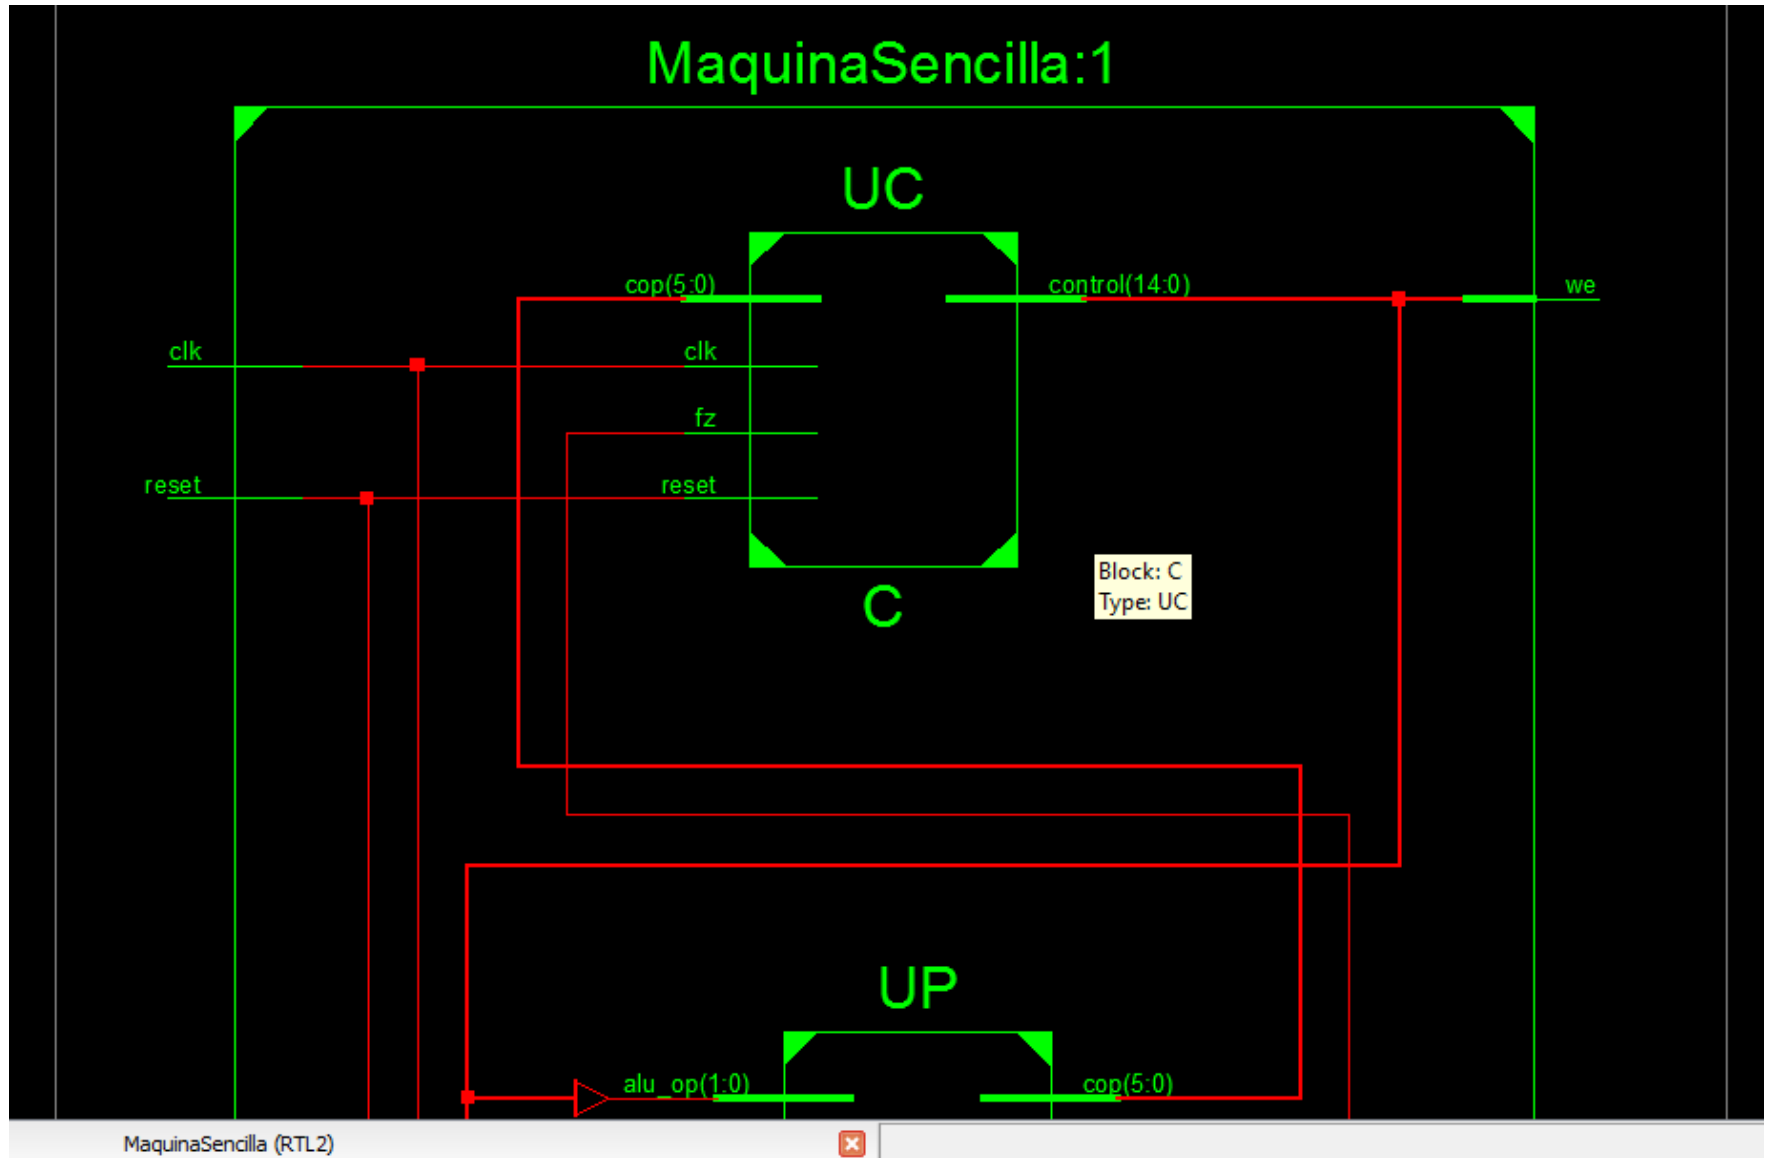 MaquinaSencilla:1
UC
cop(5:0)
control(14:0)
we
clk
clk
fz
reset
reset
Block: C
Type: UC
C
UP
alu_op(1:0)
cop(5:0)
MaquinaSencilla (RTL2)